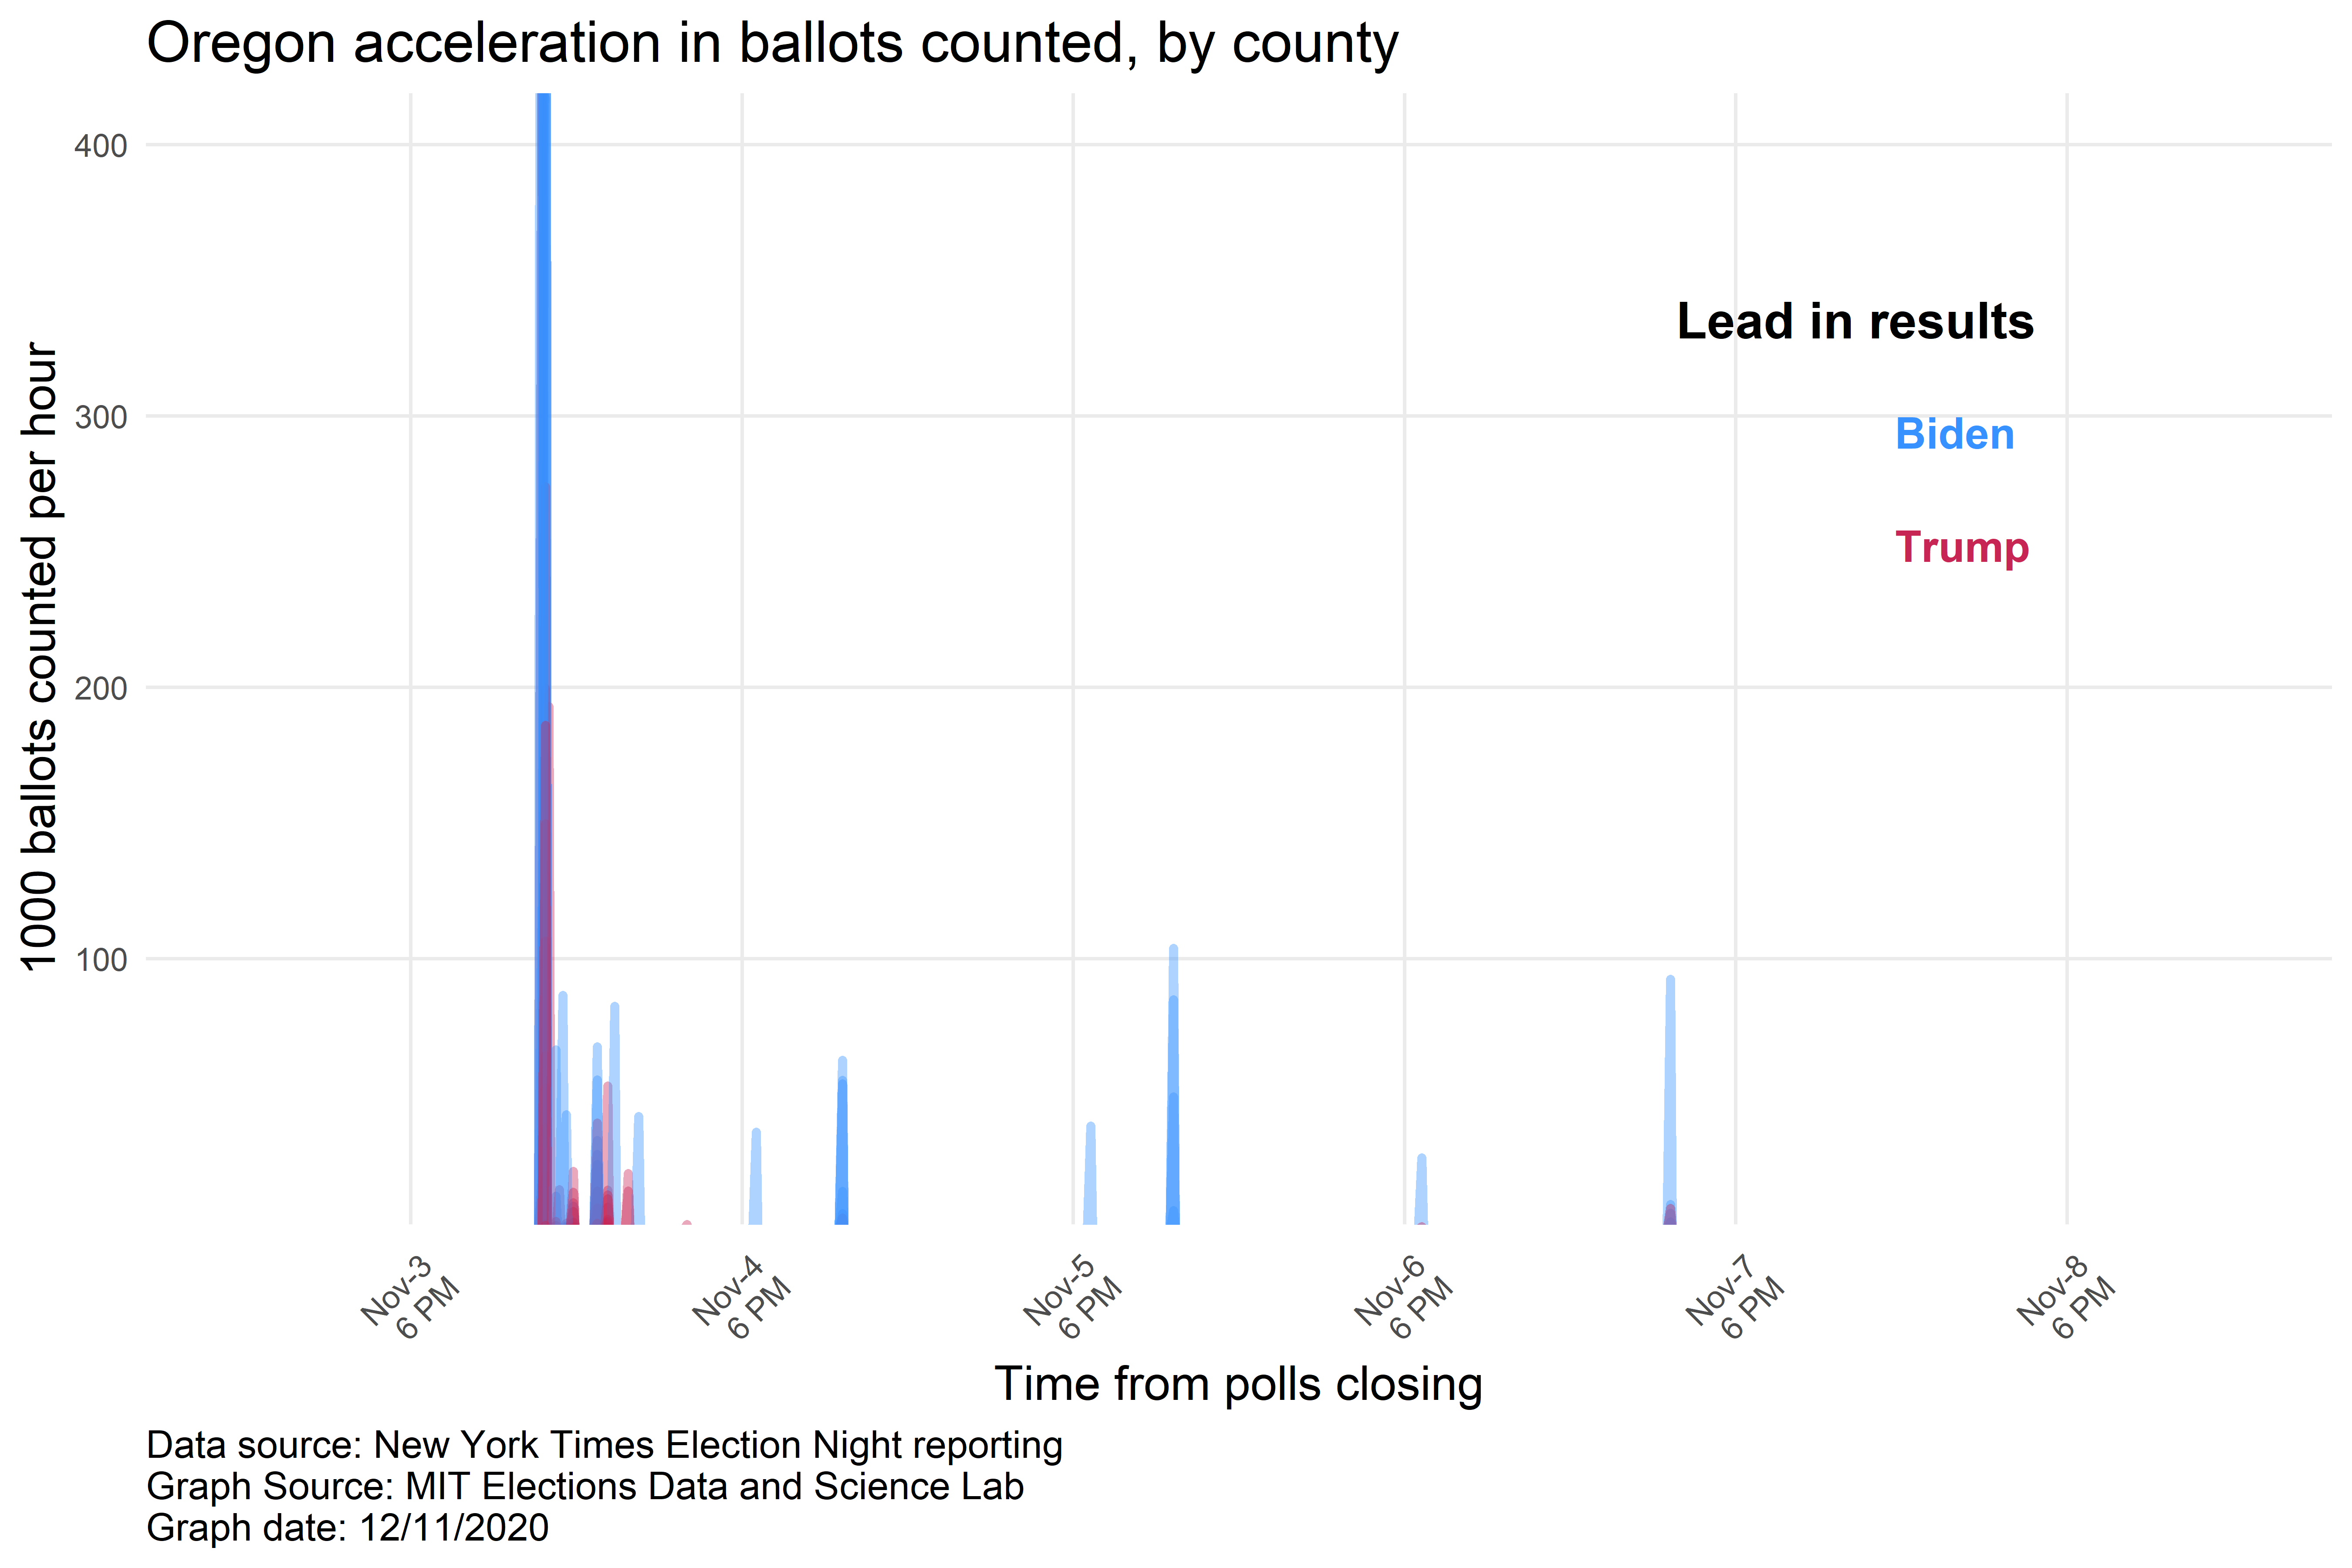 Oregon acceleration in ballots counted, by county
1000 ballots counted per hour
400
300
200
100
Lead in results
Biden
Trump
Nov-3
6 PM
Nov-4
6 PM
Nov-5
6 PM
Nov-6
6 PM
Nov-7
6 PM
Nov-8
6 PM
Time from polls closing
Data source: New York Times Election Night reporting
Graph Source: MIT Elections Data and Science Lab
Graph date: 12/11/2020